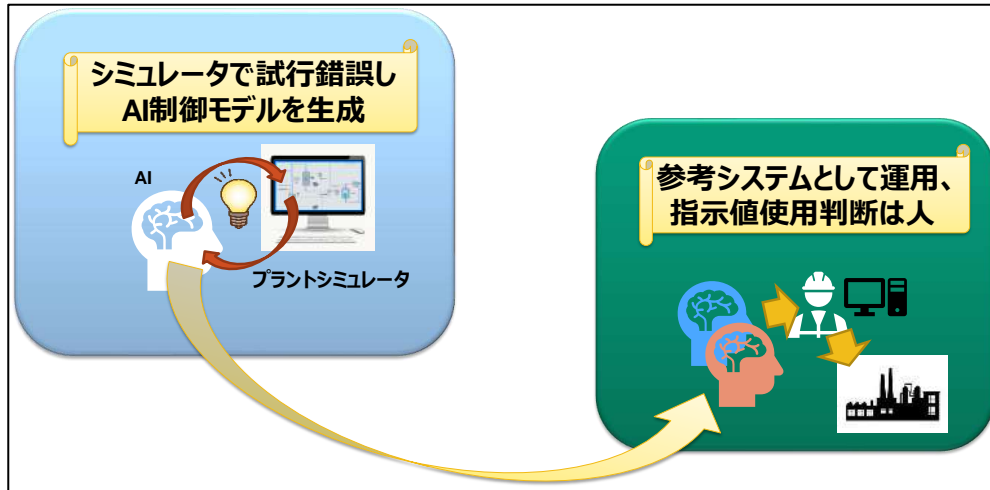 シミュレータで試行錯誤し
AI制御モデルを生成
AI
プラントシミュレータ
参考システムとして運用、
指示値使用判断は人